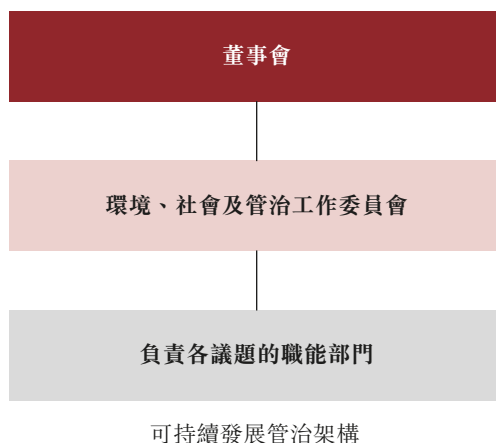 董事會
環境、社會及管治工作委員會
負責各議題的職能部門
可持續發展管治架構